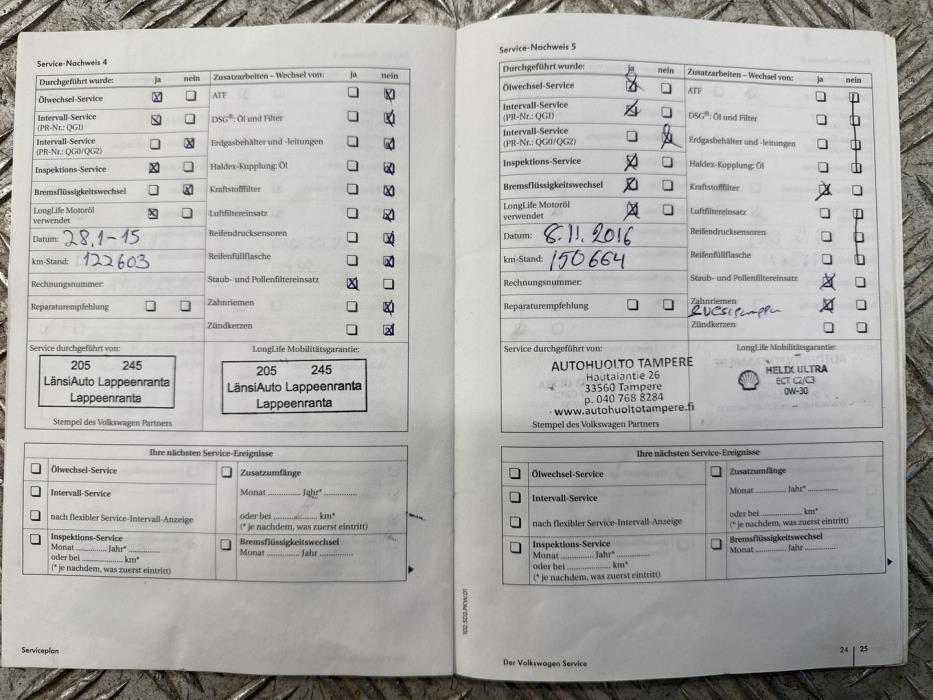 Service-Nachweis 4
Durchgeführt wurde: ja nein Zusatzarbeiten – Wechsel von: ja nein
Ölwechsel-Service
Intervall-Service
(PR-Nr.: QGI)
Intervall-Service
(PR-Nr.: QG0/QG2)
Inspektions-Service
Bremsflüssigkeitswechsel
LongLife Motoröl
verwendet
Datum: 28.1-15
km-Stand: 122603
Rechnungsnummer:
Reparaturempfehlung
ATF
DSG®: Öl und Filter
Erdgasbehälter und -leitungen
Haldex-Kupplung: Öl
Kraftstofffilter
Luftfiltereinsatz
Reifendrucksensoren
Reifenfüllflasche
Staub- und Pollenfiltereinsatz
Zahnriemen
Zündkerzen
Service durchgeführt von:
205 245
LänsiAuto Lappeenranta
Lappeenranta
Stempel des Volkswagen Partners
LongLife Mobilitätsgarantie:
205 245
LänsiAuto Lappeenranta
Lappeenranta
Ihre nächsten Service-Ereignisse
Ölwechsel-Service
Intervall-Service
nach flexibler Service-Intervall-Anzeige
Inspektions-Service
Monat ............ Jahr* ............
oder bei .................. km*
(* je nachdem, was zuerst eintritt)
Zusatzumfänge
Monat ............ Jahr* ............
oder bei .................. km*
(* je nachdem, was zuerst eintritt)
Bremsflüssigkeitswechsel
Monat ............ Jahr ............
Serviceplan
Service-Nachweis 5
Durchgeführt wurde: ja nein Zusatzarbeiten – Wechsel von: ja nein
Ölwechsel-Service
Intervall-Service
(PR-Nr.: QGI)
Intervall-Service
(PR-Nr.: QG0/QG2)
Inspektions-Service
Bremsflüssigkeitswechsel
LongLife Motoröl
verwendet
Datum: 8.11.2016
km-Stand: 150664
Rechnungsnummer:
Reparaturempfehlung
ATF
DSG®: Öl und Filter
Erdgasbehälter und -leitungen
Haldex-Kupplung: Öl
Kraftstofffilter
Luftfiltereinsatz
Reifendrucksensoren
Reifenfüllflasche
Staub- und Pollenfiltereinsatz
Zahnriemen
Zündkerzen
Service durchgeführt von:
AUTOHUOLTO TAMPERE
Hautalantie 26
33560 Tampere
p. 040 768 8284
www.autohuoltotampere.fi
Stempel des Volkswagen Partners
LongLife Mobilitätsgarantie:
HELIX ULTRA
ECT C2/C3
0W-30
Ihre nächsten Service-Ereignisse
Ölwechsel-Service
Intervall-Service
nach flexibler Service-Intervall-Anzeige
Inspektions-Service
Monat ............ Jahr* ............
oder bei .................. km*
(* je nachdem, was zuerst eintritt)
Zusatzumfänge
Monat ............ Jahr* ............
oder bei .................. km*
(* je nachdem, was zuerst eintritt)
Bremsflüssigkeitswechsel
Monat ............ Jahr ............
Der Volkswagen Service
24 | 25